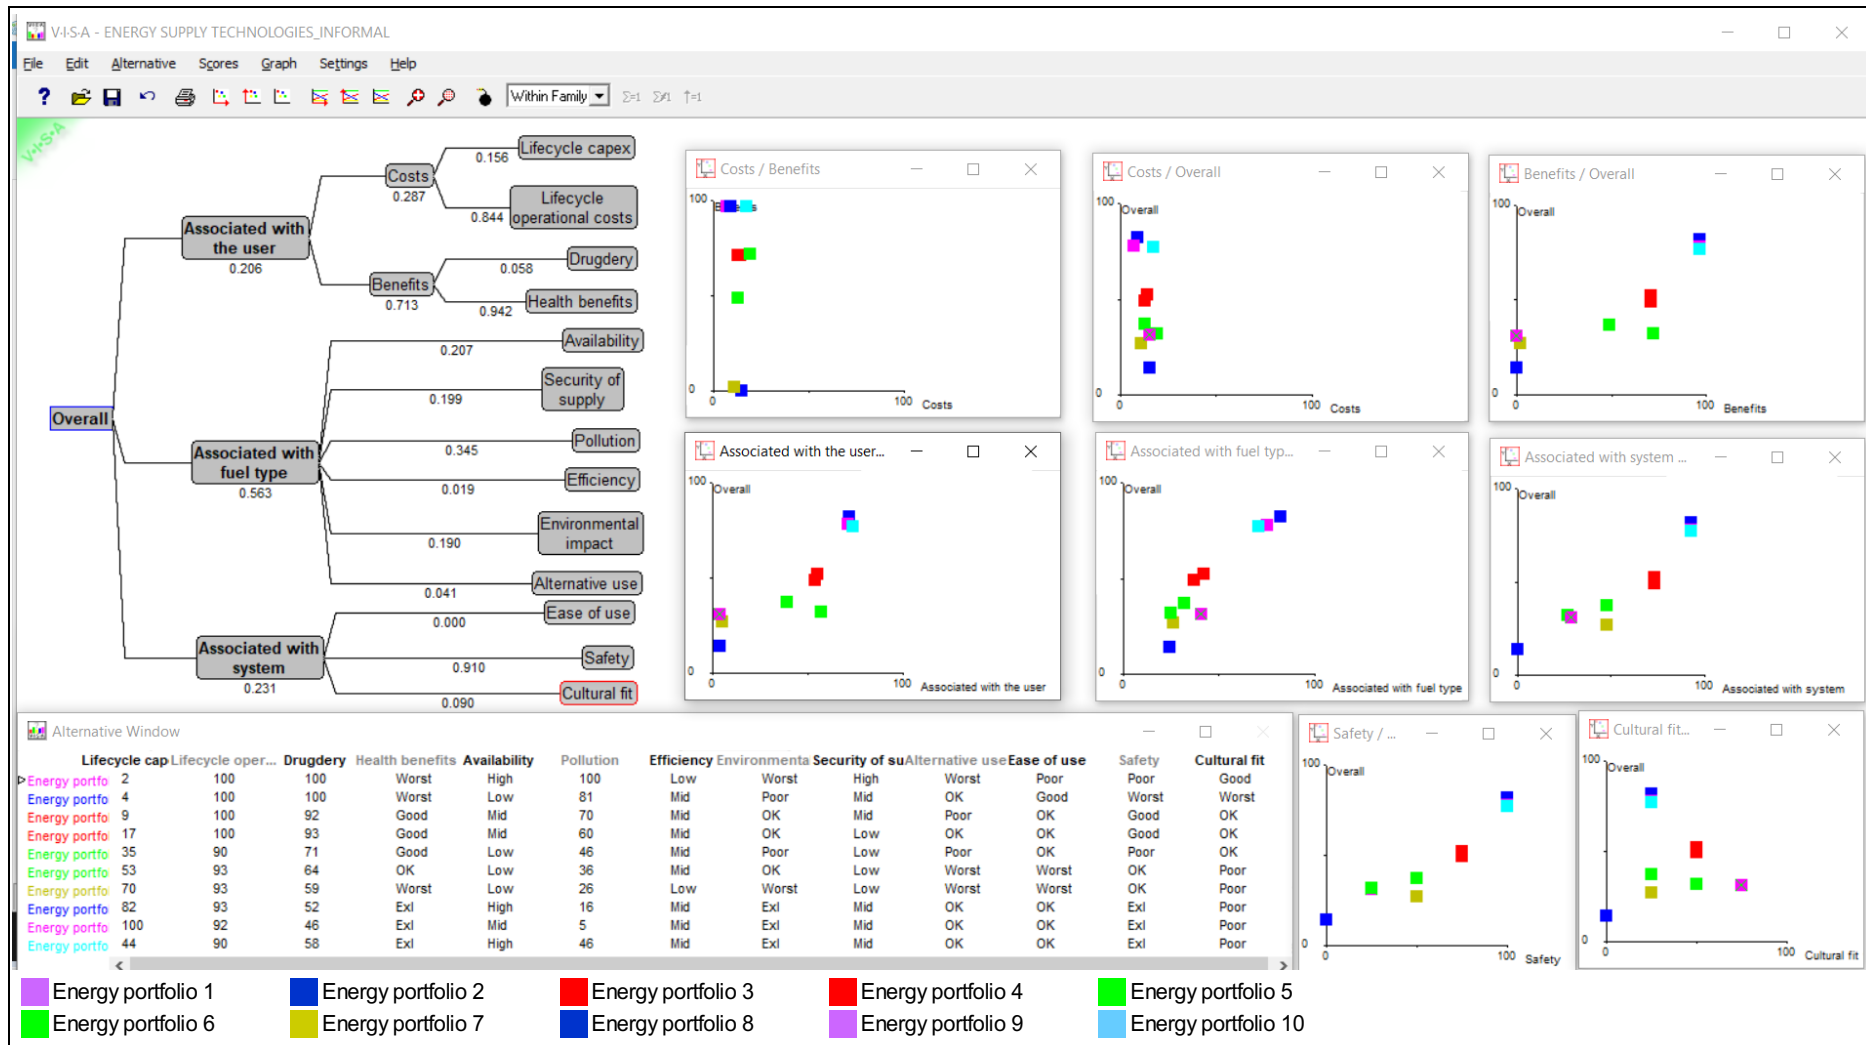 V·I·S·A - ENERGY SUPPLY TECHNOLOGIES_INFORMAL
File Edit Alternative Scores Graph Settings Help
? Within Family Σ=1 Σ≠1 ↑=1
V·I·S·A
Overall
Associated with
the user
0.206
Costs
0.287
0.156
Lifecycle capex
0.844
Lifecycle
operational costs
Benefits
0.713
0.058
Drugdery
0.942
Health benefits
Associated with
fuel type
0.563
0.207
Availability
0.199
Security of
supply
0.345
Pollution
0.019
Efficiency
0.190
Environmental
impact
0.041
Alternative use
Associated with
system
0.231
0.000
Ease of use
0.910
Safety
0.090
Cultural fit
Costs / Benefits
100
0
0
100 Costs
Costs / Overall
100
Overall
0
0
100 Costs
Benefits / Overall
100
Overall
0
0
100 Benefits
Associated with the user...
100
Overall
0
0
100 Associated with the user
Associated with fuel typ...
100
Overall
0
0
100 Associated with fuel type
Associated with system ...
100
Overall
0
0
100 Associated with system
Alternative Window
Lifecycle cap Lifecycle oper... Drugdery Health benefits Availability Pollution Efficiency Environmenta Security of su Alternative use Ease of use Safety Cultural fit
Energy portfo 2 100 100 Worst High 100 Low Worst High Worst Poor Poor Good
Energy portfo 4 100 100 Worst Low 81 Mid Poor Mid OK Good Worst Worst
Energy portfo 9 100 92 Good Mid 70 Mid OK Mid Poor OK Good OK
Energy portfo 17 100 93 Good Mid 60 Mid OK Low OK OK Good OK
Energy portfo 35 90 71 Good Low 46 Mid Poor Low Poor OK Poor OK
Energy portfo 53 93 64 OK Low 36 Mid OK Low Worst Worst OK Poor
Energy portfo 70 93 59 Worst Low 26 Low Worst Low Worst Worst OK Poor
Energy portfo 82 93 52 Exl High 16 Mid Exl Mid OK OK Exl Poor
Energy portfo 100 92 46 Exl Mid 5 Mid Exl Mid OK OK Exl Poor
Energy portfo 44 90 58 Exl High 46 Mid Exl Mid OK OK Exl Poor
Safety / ...
100
Overall
0
0
100 Safety
Cultural fit...
100
Overall
0
0
100 Cultural fit
Energy portfolio 1 Energy portfolio 2 Energy portfolio 3 Energy portfolio 4 Energy portfolio 5
Energy portfolio 6 Energy portfolio 7 Energy portfolio 8 Energy portfolio 9 Energy portfolio 10